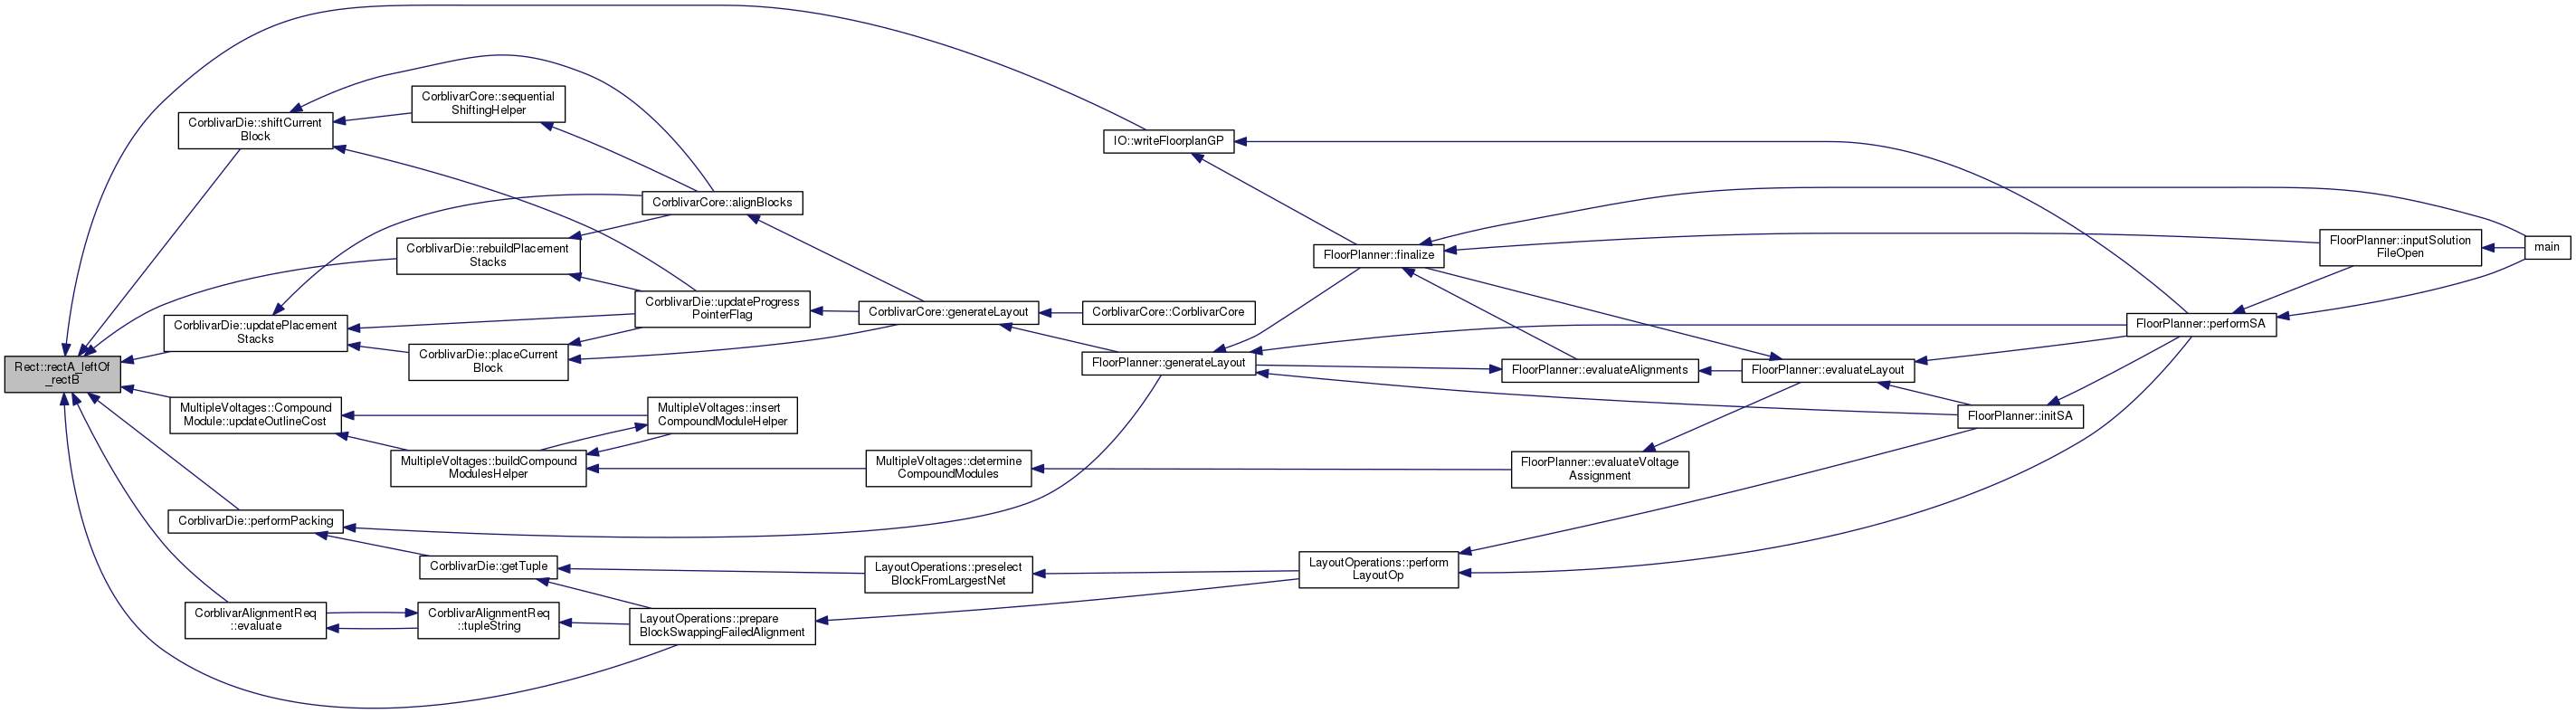 Rect::rectA_leftOf
_rectB
CorblivarDie::shiftCurrent
Block
CorblivarCore::sequential
ShiftingHelper
CorblivarCore::alignBlocks
CorblivarDie::rebuildPlacement
Stacks
CorblivarDie::updateProgress
PointerFlag
CorblivarDie::updatePlacement
Stacks
CorblivarDie::placeCurrent
Block
MultipleVoltages::Compound
Module::updateOutlineCost
MultipleVoltages::insert
CompoundModuleHelper
MultipleVoltages::buildCompound
ModulesHelper
MultipleVoltages::determine
CompoundModules
CorblivarDie::performPacking
CorblivarDie::getTuple
LayoutOperations::preselect
BlockFromLargestNet
CorblivarAlignmentReq
::evaluate
CorblivarAlignmentReq
::tupleString
LayoutOperations::prepare
BlockSwappingFailedAlignment
IO::writeFloorplanGP
CorblivarCore::generateLayout
CorblivarCore::CorblivarCore
FloorPlanner::generateLayout
FloorPlanner::finalize
FloorPlanner::evaluateAlignments
FloorPlanner::evaluateLayout
FloorPlanner::evaluateVoltage
Assignment
LayoutOperations::perform
LayoutOp
FloorPlanner::initSA
FloorPlanner::performSA
FloorPlanner::inputSolution
FileOpen
main